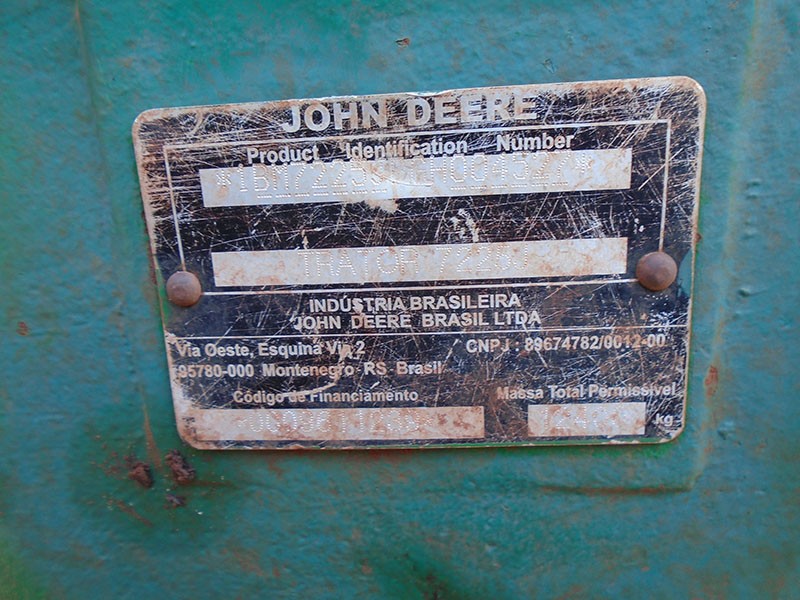 JOHN DEERE
Product Identification Number
TRATOR
INDÚSTRIA BRASILEIRA
JOHN DEERE BRASIL LTDA
Via Oeste, Esquina Via 2
CNPJ : 89674782/0012-00
95780-000 Montenegro - RS Brasil
Código de Financiamento
Massa Total Permissível
kg